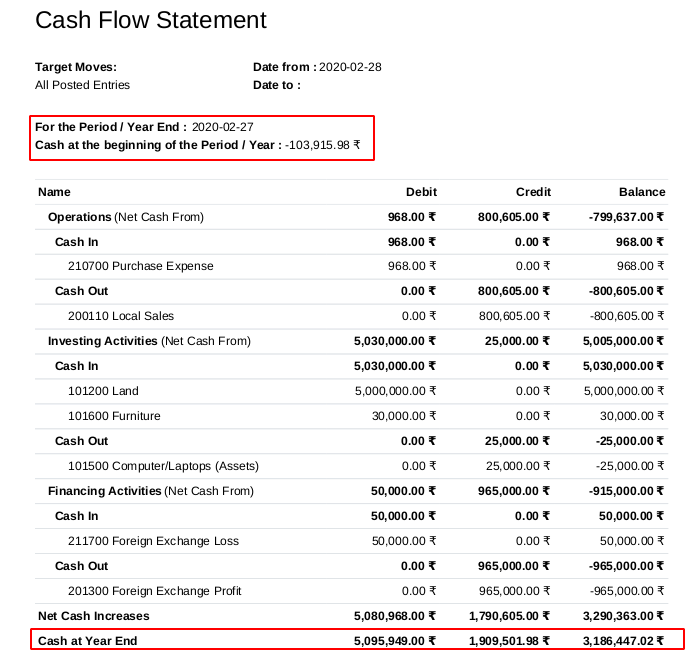 Cash Flow Statement
Target Moves: Date from : 2020-02-28
All Posted Entries Date to :
For the Period / Year End : 2020-02-27
Cash at the beginning of the Period / Year : -103,915.98 ₹
Name Debit Credit Balance
Operations (Net Cash From) 968.00 ₹ 800,605.00 ₹ -799,637.00 ₹
Cash In 968.00 ₹ 0.00 ₹ 968.00 ₹
210700 Purchase Expense 968.00 ₹ 0.00 ₹ 968.00 ₹
Cash Out 0.00 ₹ 800,605.00 ₹ -800,605.00 ₹
200110 Local Sales 0.00 ₹ 800,605.00 ₹ -800,605.00 ₹
Investing Activities (Net Cash From) 5,030,000.00 ₹ 25,000.00 ₹ 5,005,000.00 ₹
Cash In 5,030,000.00 ₹ 0.00 ₹ 5,030,000.00 ₹
101200 Land 5,000,000.00 ₹ 0.00 ₹ 5,000,000.00 ₹
101600 Furniture 30,000.00 ₹ 0.00 ₹ 30,000.00 ₹
Cash Out 0.00 ₹ 25,000.00 ₹ -25,000.00 ₹
101500 Computer/Laptops (Assets) 0.00 ₹ 25,000.00 ₹ -25,000.00 ₹
Financing Activities (Net Cash From) 50,000.00 ₹ 965,000.00 ₹ -915,000.00 ₹
Cash In 50,000.00 ₹ 0.00 ₹ 50,000.00 ₹
211700 Foreign Exchange Loss 50,000.00 ₹ 0.00 ₹ 50,000.00 ₹
Cash Out 0.00 ₹ 965,000.00 ₹ -965,000.00 ₹
201300 Foreign Exchange Profit 0.00 ₹ 965,000.00 ₹ -965,000.00 ₹
Net Cash Increases 5,080,968.00 ₹ 1,790,605.00 ₹ 3,290,363.00 ₹
Cash at Year End 5,095,949.00 ₹ 1,909,501.98 ₹ 3,186,447.02 ₹